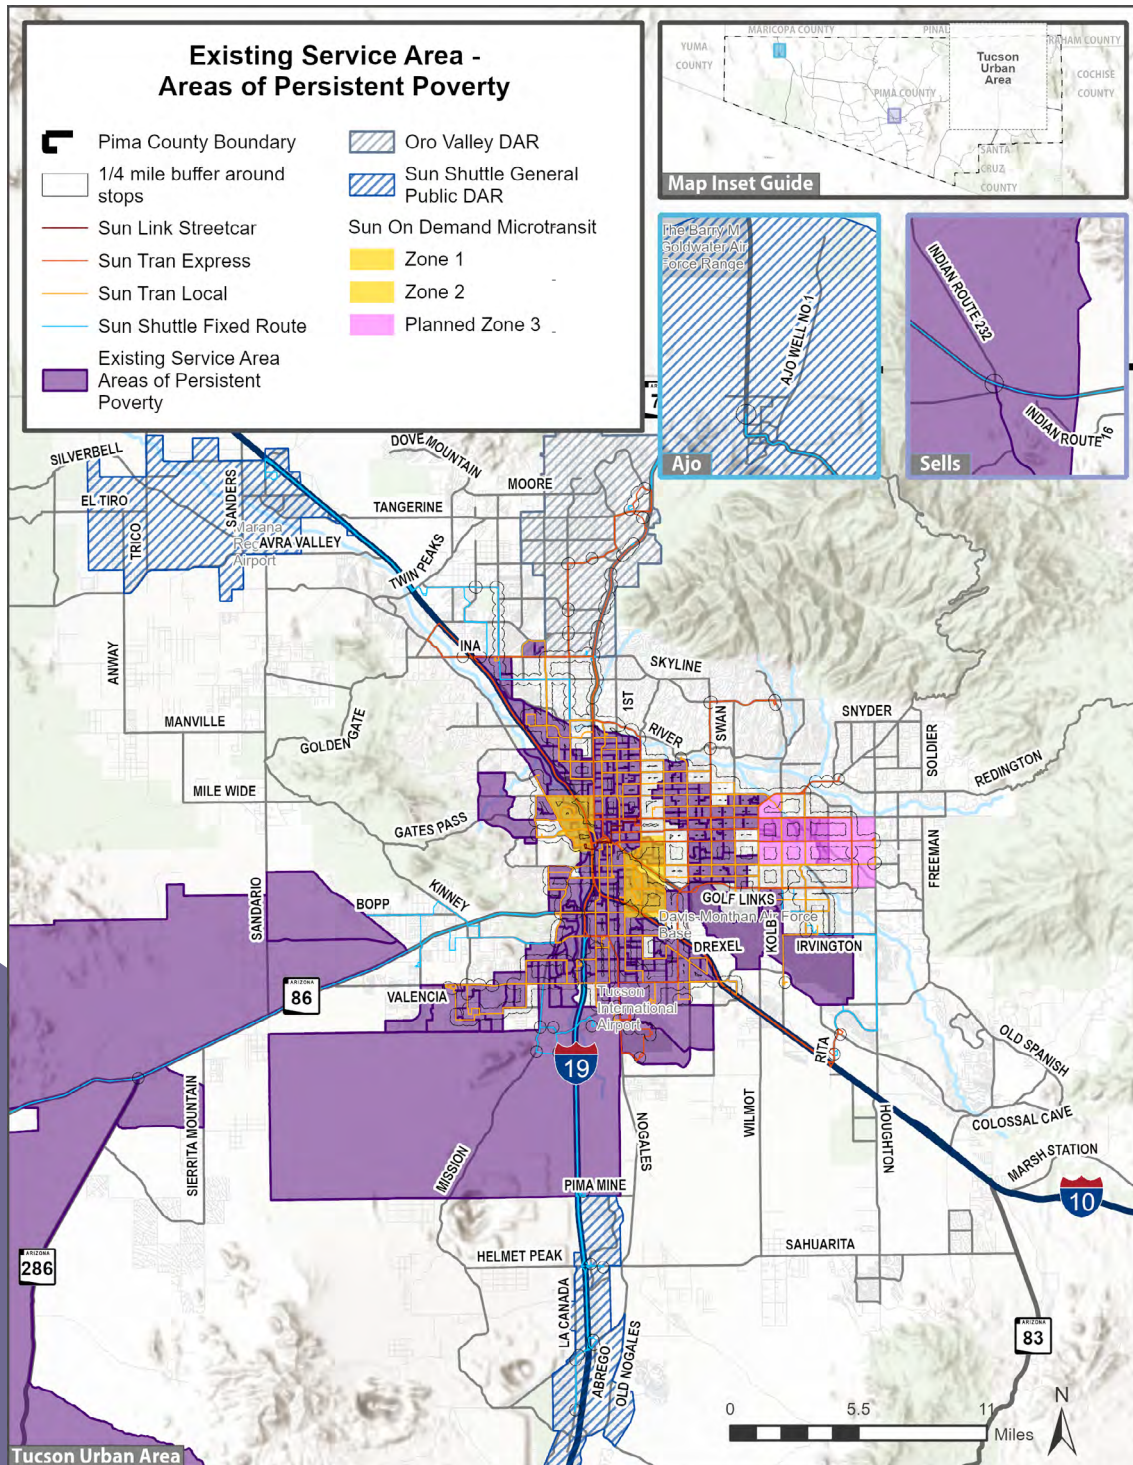 Existing Service Area -
Areas of Persistent Poverty
Pima County Boundary
1/4 mile buffer around
stops
Sun Link Streetcar
Sun Tran Express
Sun Tran Local
Sun Shuttle Fixed Route
Existing Service Area
Areas of Persistent
Poverty
Oro Valley DAR
Sun Shuttle General
Public DAR
Sun On Demand Microtransit
Zone 1
Zone 2
Planned Zone 3
MARICOPA COUNTY
PINAL
RAHAM COUNTY
YUMA
COUNTY
Tucson
Urban
Area
COCHISE
COUNTY
PIMA COUNTY
SANTA
CRUZ
COUNTY
Map Inset Guide
The Barry M
Goldwater Air
Force Range
AJO WELL NO 1
Ajo
INDIAN ROUTE 232
INDIAN ROUTE 16
Sells
7
SILVERBELL
DOVE MOUNTAIN
MOORE
EL TIRO
SANDERS
TANGERINE
TRICO
Marana
Reg
Airport
AVRA VALLEY
TWIN PEAKS
INA
SKYLINE
ANWAY
1ST
SWAN
SNYDER
MANVILLE
GOLDEN GATE
RIVER
SOLDIER
REDINGTON
MILE WIDE
GATES PASS
FREEMAN
KINNEY
BOPP
SANDARIO
GOLF LINKS
Davis-Monthan Air Force
Base
DREXEL
KOLB
IRVINGTON
ARIZONA
86
VALENCIA
Tucson
International
Airport
19
RITA
OLD SPANISH
SIERRITA MOUNTAIN
MISSION
NOGALES
WILMOT
HOUGHTON
COLOSSAL CAVE
MARSH STATION
PIMA MINE
10
HELMET PEAK
SAHUARITA
ARIZONA
286
LA CANADA
ABREGO
OLD NOGALES
ARIZONA
83
N
0
5.5
11
Miles
Tucson Urban Area